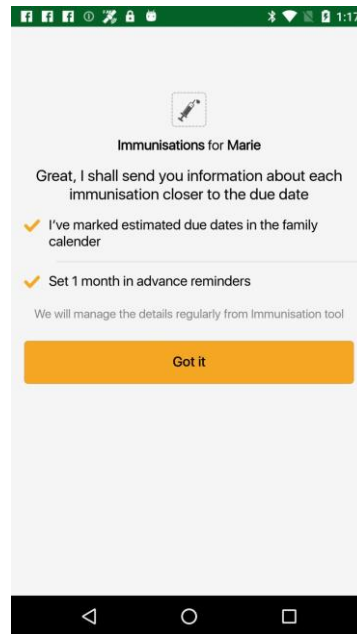 1:17
Immunisations for Marie
Great, I shall send you information about each
immunisation closer to the due date
I've marked estimated due dates in the family
calender
Set 1 month in advance reminders
We will manage the details regularly from Immunisation tool
Got it